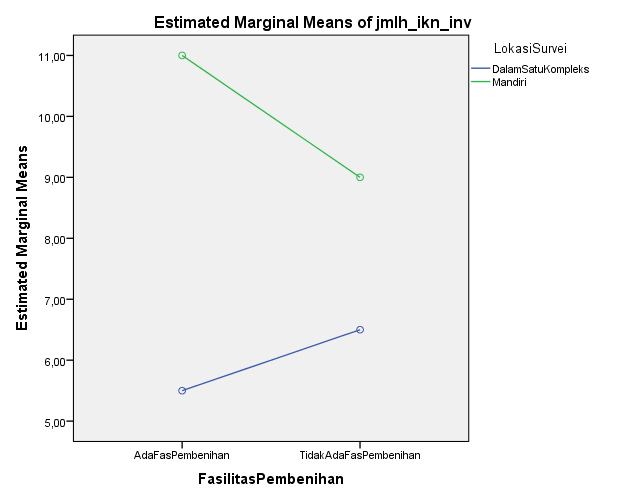 Estimated Marginal Means of jmlh_ikn_inv
LokasiSurvei
DalamSatuKompleks
Mandiri
Estimated Marginal Means
11,00
10,00
9,00
8,00
7,00
6,00
5,00
AdaFasPembenihan
TidakAdaFasPembenihan
FasilitasPembenihan